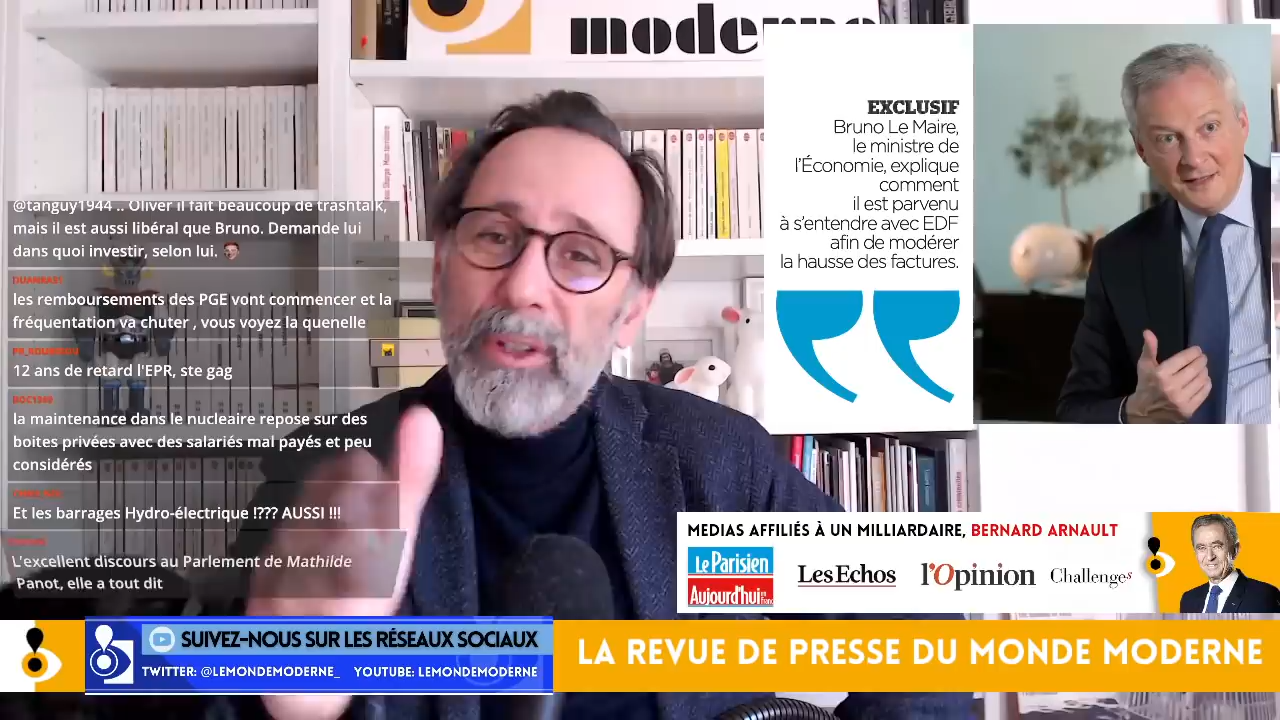 moderno
@tanguy1944 .. Oliver il fait beaucoup de trashtalk,
mais il est aussi libéral que Bruno. Demande lui
dans quoi investir, selon lui.
les remboursements des PGE vont commencer et la
fréquentation va chuter , vous voyez la quenelle
12 ans de retard l'EPR, ste gag
la maintenance dans le nucleaire repose sur des
boites privées avec des salariés mal payés et peu
considérés
Et les barrages Hydro-électrique !??? AUSSI !!!
L'excellent discours au Parlement de Mathilde
Panot, elle a tout dit
EXCLUSIF
Bruno Le Maire,
le ministre de
l'Économie, explique
comment
il est parvenu
à s'entendre avec EDF
afin de modérer
la hausse des factures.
MEDIAS AFFILIÉS À UN MILLIARDAIRE, BERNARD ARNAULT
Le Parisien
Aujourd'hui en France
Les Echos
l'Opinion
Challenges
SUIVEZ-NOUS SUR LES RÉSEAUX SOCIAUX
TWITTER: @LEMONDEMODERNE_ YOUTUBE: LEMONDEMODERNE
LA REVUE DE PRESSE DU MONDE MODERNE